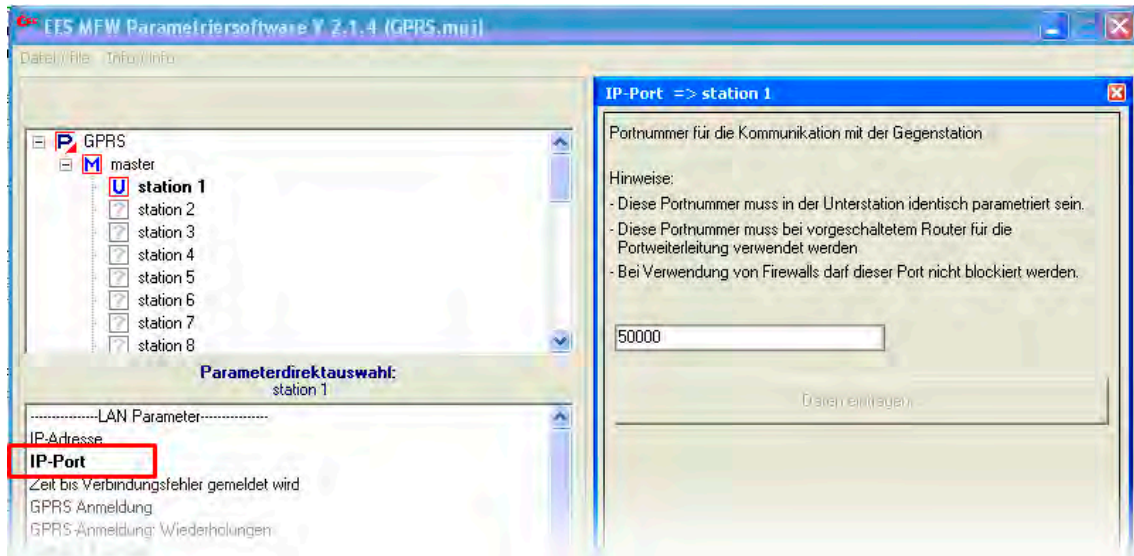 EES MFW Parametriersoftware V 2.1.4 (GPRS.muj)
Datei / File Info / Info
GPRS
master
station 1
station 2
station 3
station 4
station 5
station 6
station 7
station 8
Parameterdirektauswahl:
station 1
---------------LAN Parameter---------------
IP-Adresse
IP-Port
Zeit bis Verbindungsfehler gemeldet wird
GPRS Anmeldung
GPRS-Anmeldung: Wiederholungen
IP-Port => station 1
Portnummer für die Kommunikation mit der Gegenstation
Hinweise:
- Diese Portnummer muss in der Unterstation identisch parametriert sein.
- Diese Portnummer muss bei vorgeschaltetem Router für die
Portweiterleitung verwendet werden
- Bei Verwendung von Firewalls darf dieser Port nicht blockiert werden.
50000
Daten eintragen